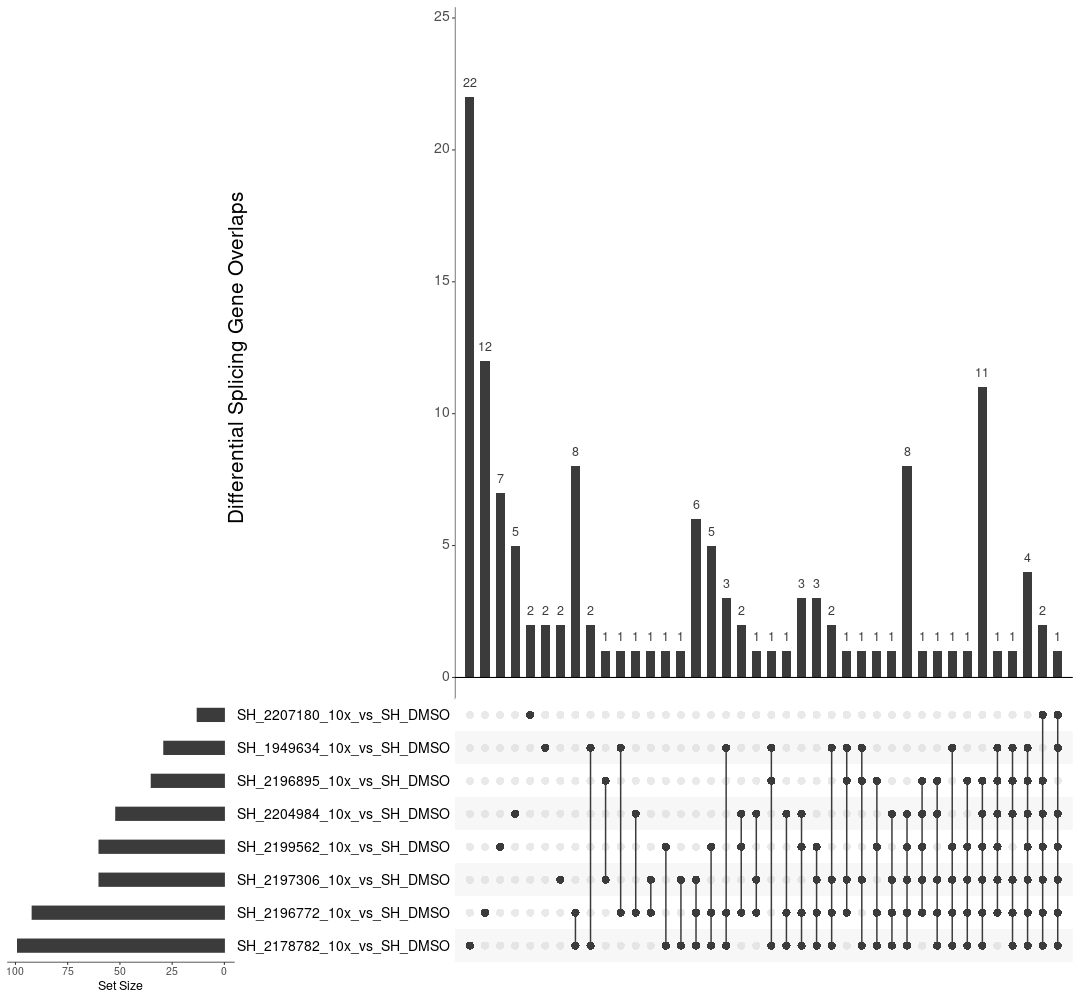 Differential Splicing Gene Overlaps
25
20
15
10
5
0
22 12 7 5 2 2 2 8 2 1 1 1 1 1 1 6 5 3 2 1 1 1 3 3 2 1 1 1 1 8 1 1 1 1 11 1 1 4 2 1
SH_2207180_10x_vs_SH_DMSO
SH_1949634_10x_vs_SH_DMSO
SH_2196895_10x_vs_SH_DMSO
SH_2204984_10x_vs_SH_DMSO
SH_2199562_10x_vs_SH_DMSO
SH_2197306_10x_vs_SH_DMSO
SH_2196772_10x_vs_SH_DMSO
SH_2178782_10x_vs_SH_DMSO
100 75 50 25 0
Set Size